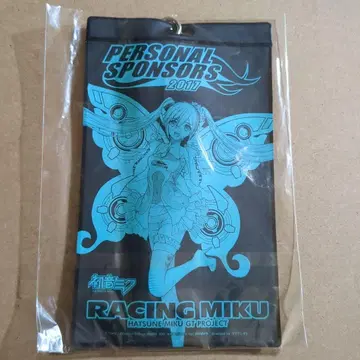 PERSONAL
SPONSORS
2017
初音ミク
RACING MIKU
HATSUNE MIKU GT PROJECT